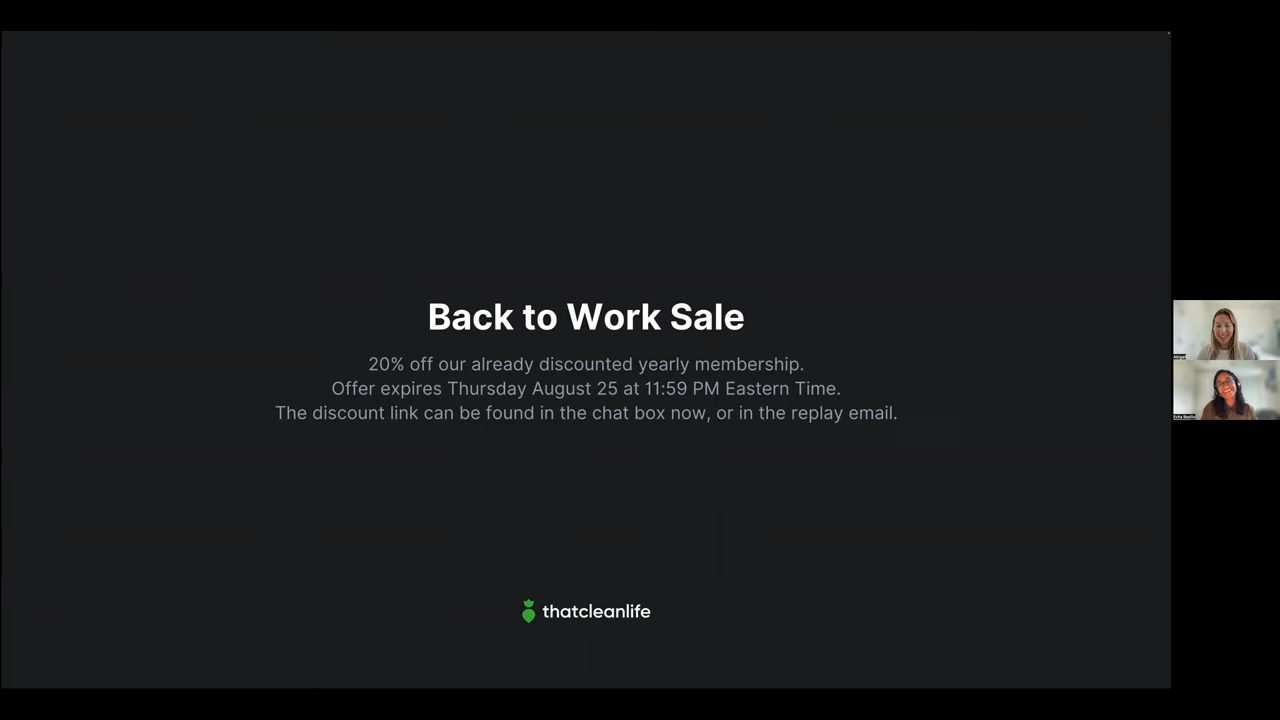 Back to Work Sale
20% off our already discounted yearly membership.
Offer expires Thursday August 25 at 11:59 PM Eastern Time.
The discount link can be found in the chat box now, or in the replay email.
thatcleanlife